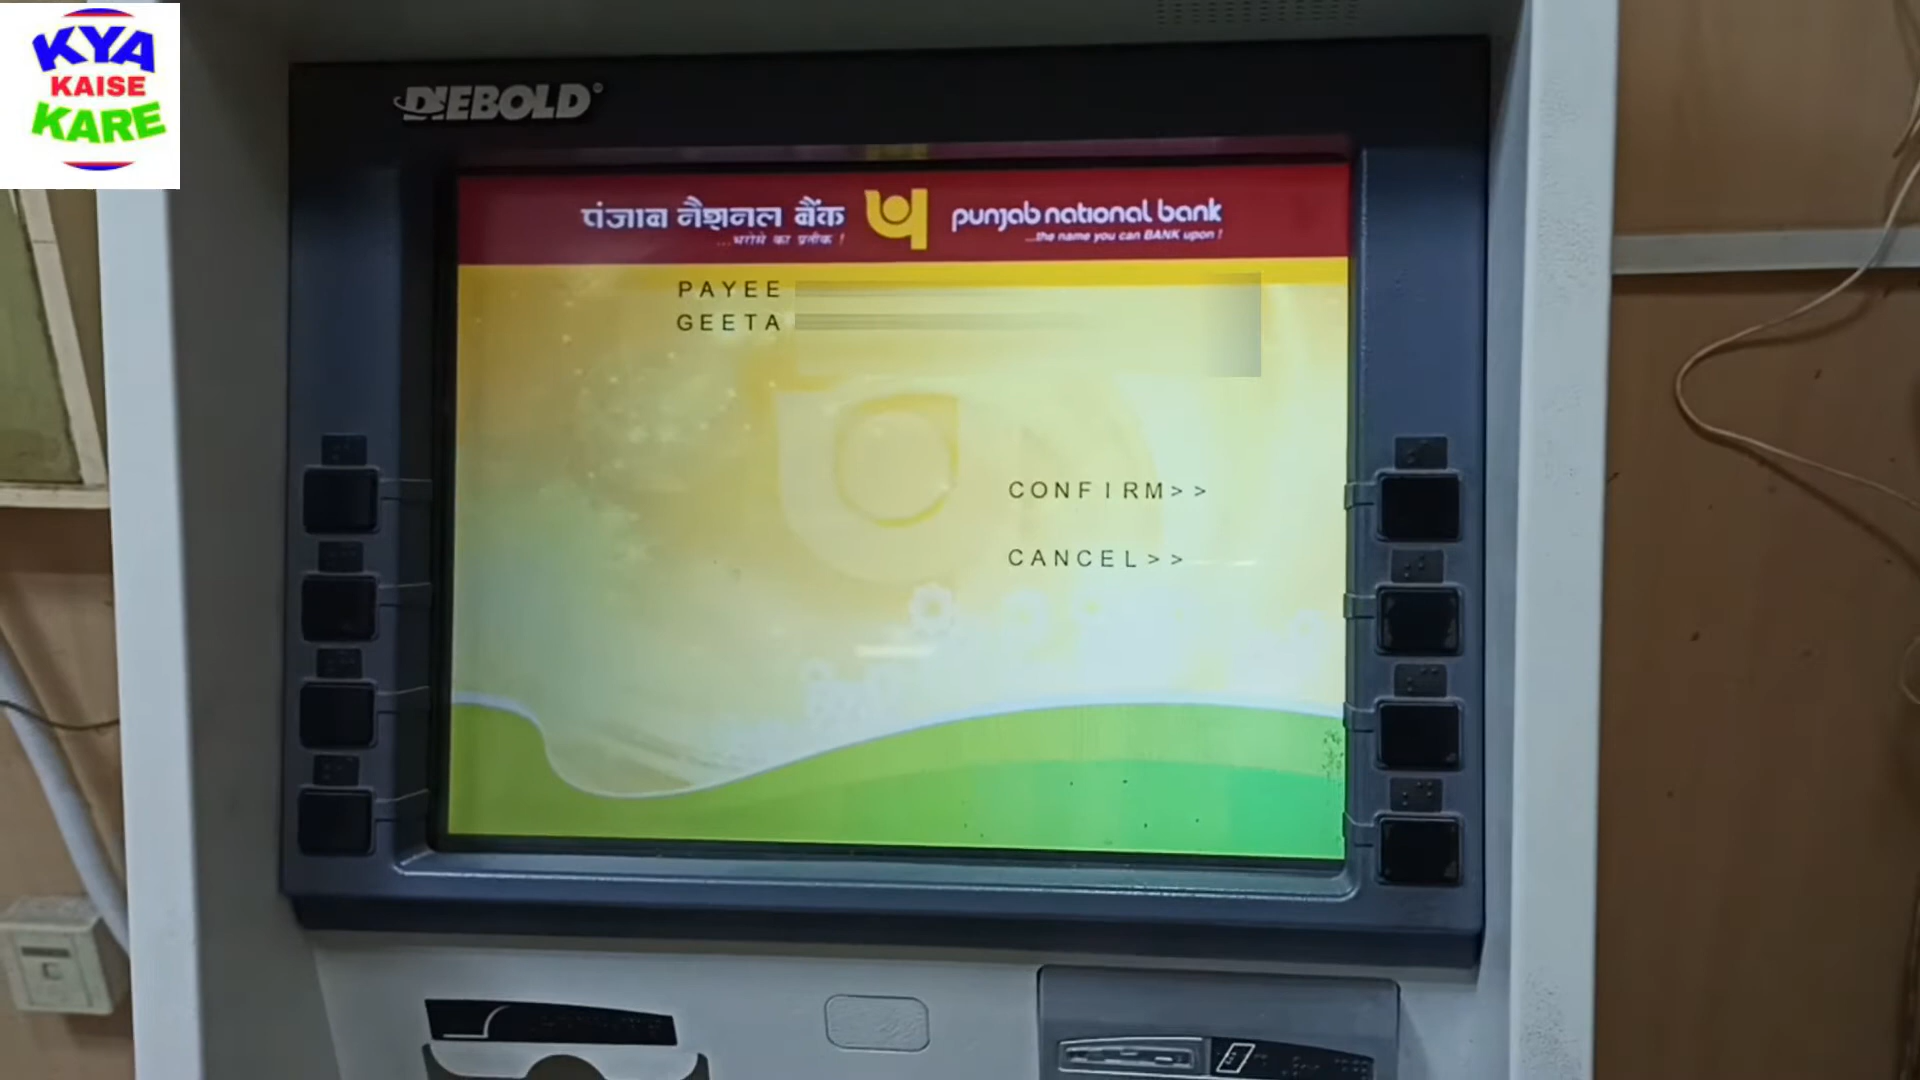 KYA
KAISE
KARE
DIEBOLD
पंजाब नैशनल बैंक
...भरोसे का प्रतीक !
punjab national bank
...the name you can BANK upon !
PAYEE
GEETA
CONFIRM>>
CANCEL>>